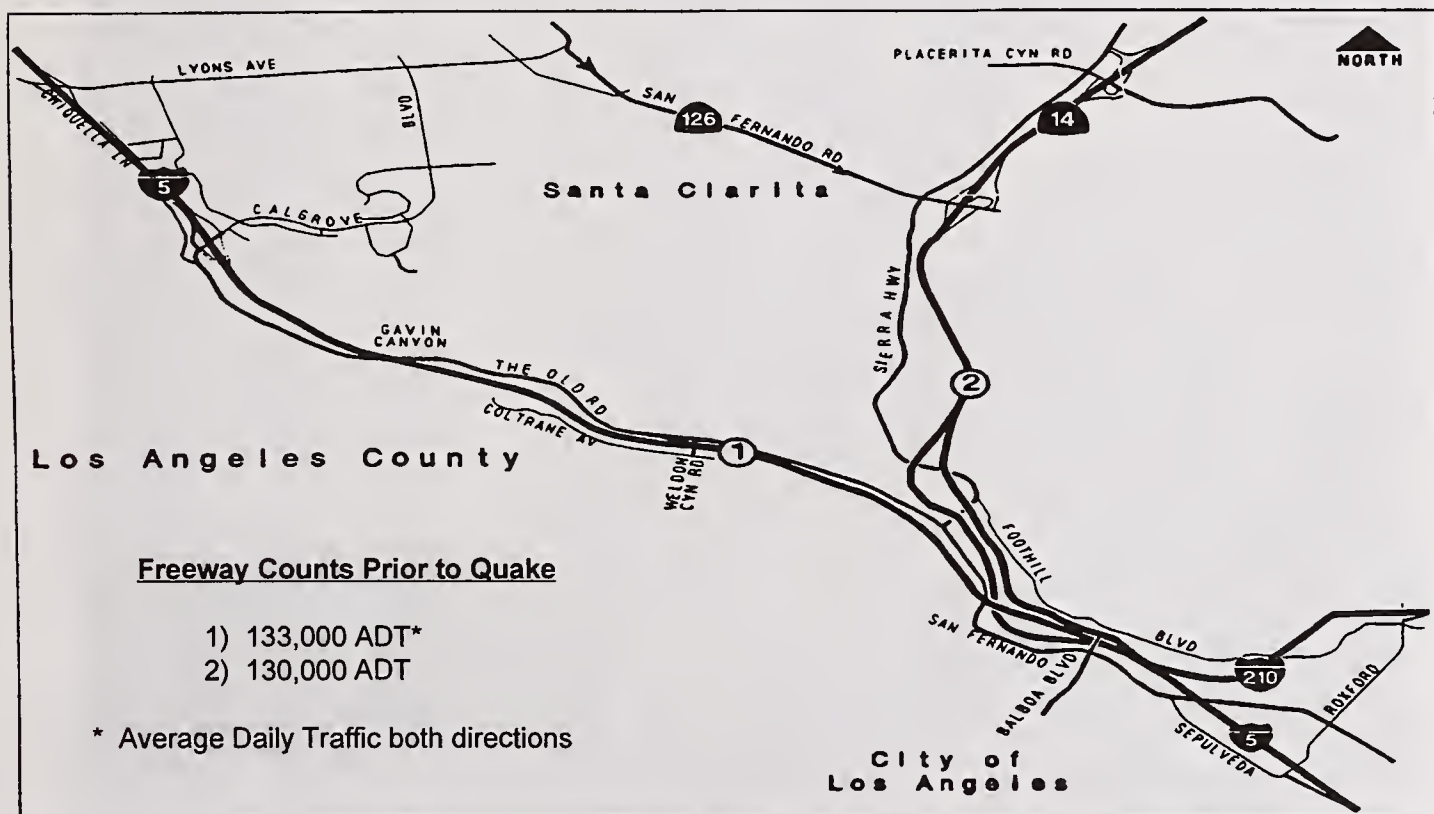 NORTH
PLACERITA CYN RD
LYONS AVE
CHIQUELLA LN
BLVD
SAN
126
FERNANDO RD
14
5
Santa Clarita
CALGROVE
GAVIN
CANYON
THE OLD RD
COLTRANE AV
SIERRA HWY
2
1
WELDON
CYN RD
Los Angeles County
FOOTHILL
BLVD
Freeway Counts Prior to Quake
1) 133,000 ADT*
2) 130,000 ADT
* Average Daily Traffic both directions
SAN FERNANDO
BALBOA BLVD
210
ROXFORD
5
SEPULVEDA
City of
Los Angeles